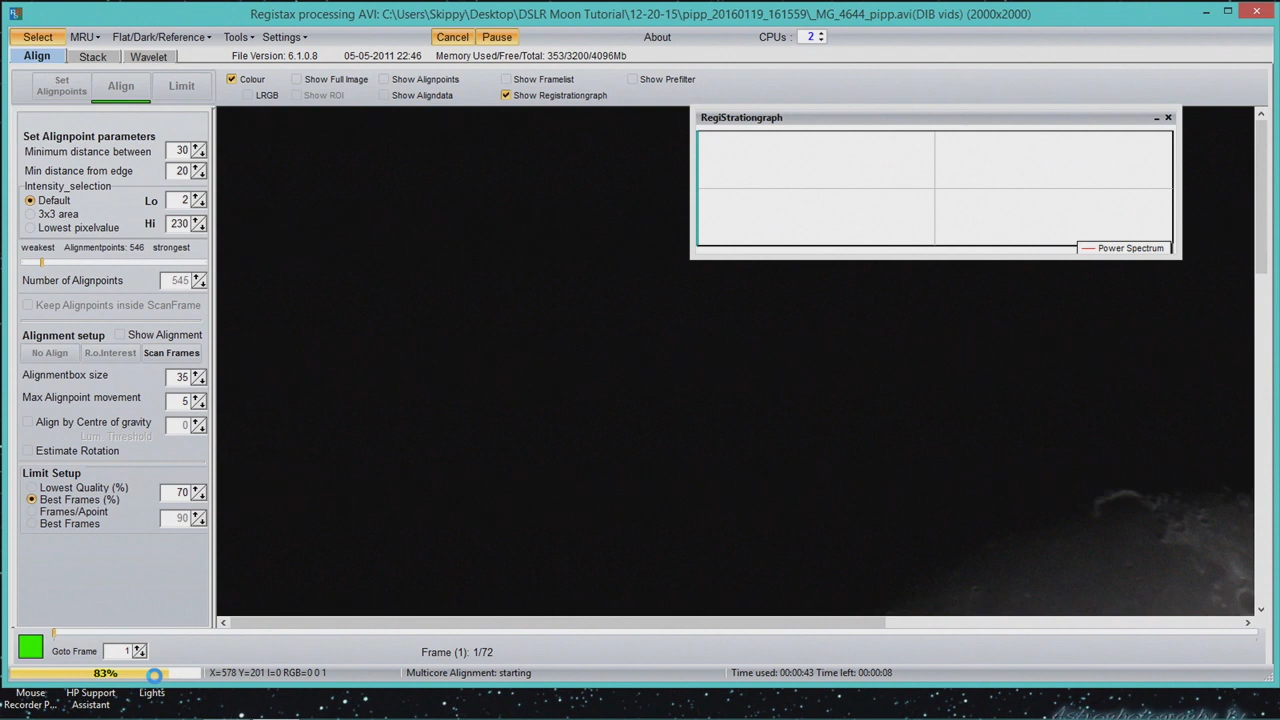 Registax processing AVI: C:\Users\Skippy\Desktop\DSLR Moon Tutorial\12-20-15\pipp_20160119_161559\_MG_4644_pipp.avi(DIB vids) (2000x2000)
Select MRU Flat/Dark/Reference Tools Settings Cancel Pause About CPUs : 2
Align Stack Wavelet File Version: 6.1.0.8 05-05-2011 22:46 Memory Used/Free/Total: 353/3200/4096Mb
Set Alignpoints Align Limit
Colour Show Full Image Show Alignpoints Show Framelist Show Prefilter
LRGB Show ROI Show Aligndata Show Registrationgraph
RegiStrationgraph
Power Spectrum
Set Alignpoint parameters
Minimum distance between 30
Min distance from edge 20
Intensity_selection
Default Lo 2
3x3 area
Hi 230
Lowest pixelvalue
weakest Alignmentpoints: 546 strongest
Number of Alignpoints 545
Keep Alignpoints inside ScanFrame
Alignment setup Show Alignment
No Align R.o.Interest Scan Frames
Alignmentbox size 35
Max Alignpoint movement 5
Align by Centre of gravity 0
Lum. Threshold
Estimate Rotation
Limit Setup
Lowest Quality (%)
Best Frames (%) 70
Frames/Apoint
Best Frames 90
Goto Frame 1 Frame (1): 1/72
83% X=578 Y=201 I=0 RGB=0 0 1 Multicore Alignment: starting Time used: 00:00:43 Time left: 00:00:08
Mouse Recorder P...
HP Support Assistant
Lights